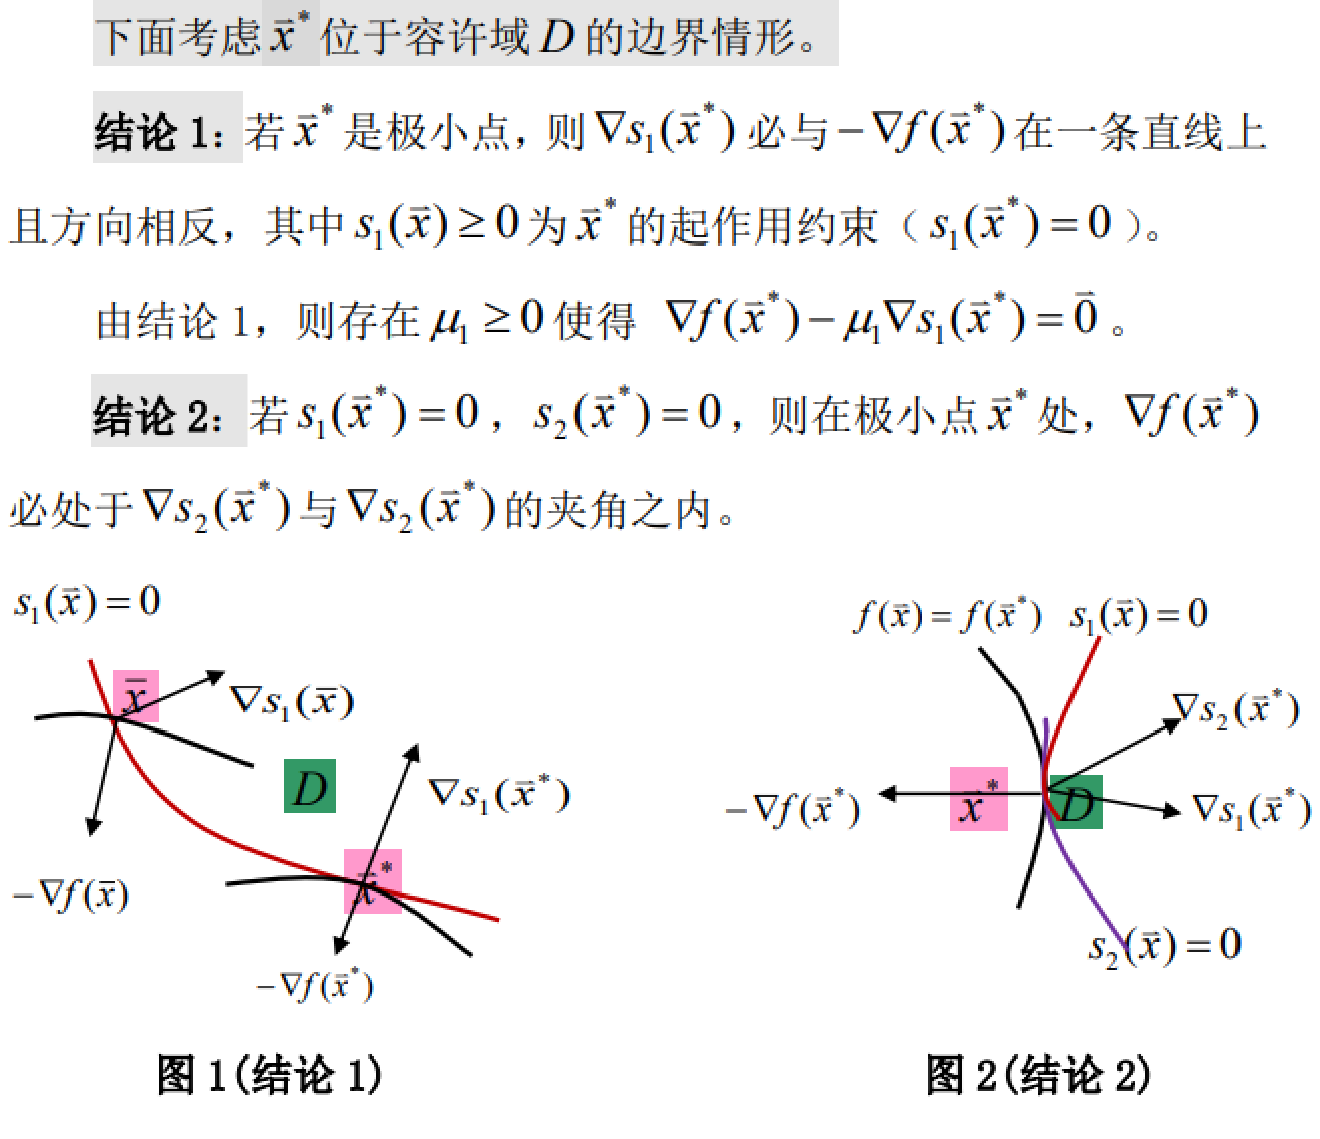 下面考虑 $\bar{x}^*$ 位于容许域 $D$ 的边界情形。
结论 1：若 $\bar{x}^*$ 是极小点，则 $\nabla s_1(\bar{x}^*)$ 必与 $-\nabla f(\bar{x}^*)$ 在一条直线上
且方向相反，其中 $s_1(\bar{x}) \geq 0$ 为 $\bar{x}^*$ 的起作用约束（$s_1(\bar{x}^*) = 0$）。
由结论 1，则存在 $\mu_1 \geq 0$ 使得 $\nabla f(\bar{x}^*) - \mu_1 \nabla s_1(\bar{x}^*) = \bar{0}$ 。
结论 2：若 $s_1(\bar{x}^*) = 0$，$s_2(\bar{x}^*) = 0$，则在极小点 $\bar{x}^*$ 处，$\nabla f(\bar{x}^*)$
必处于 $\nabla s_2(\bar{x}^*)$ 与 $\nabla s_2(\bar{x}^*)$ 的夹角之内。
$s_1(\bar{x}) = 0$
$\bar{x}$
$\nabla s_1(\bar{x})$
$D$
$\nabla s_1(\bar{x}^*)$
$-\nabla f(\bar{x})$
$\bar{x}^*$
$-\nabla f(\bar{x}^*)$
图 1(结论 1)
$f(\bar{x}) = f(\bar{x}^*)$ $s_1(\bar{x}) = 0$
$\nabla s_2(\bar{x}^*)$
$-\nabla f(\bar{x}^*)$
$\bar{x}^*$
$D$
$\nabla s_1(\bar{x}^*)$
$s_2(\bar{x}) = 0$
图 2(结论 2)